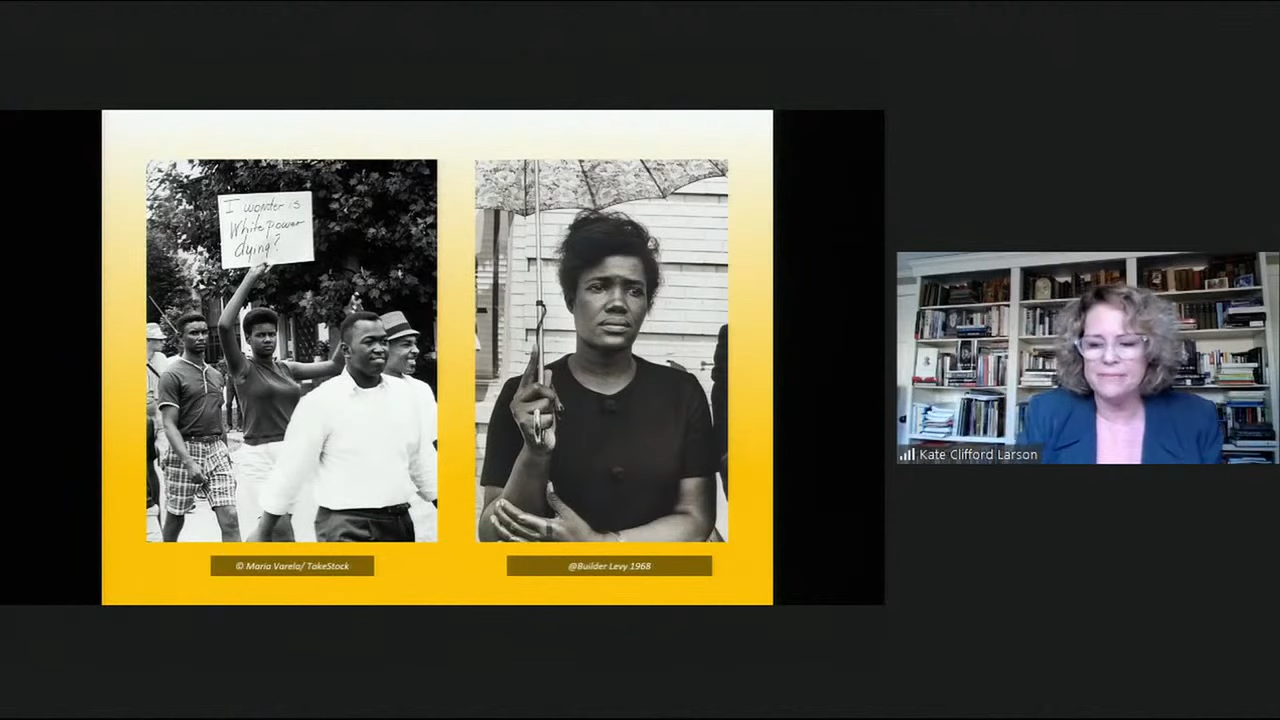 I wonder is
White power
dying?
© Maria Varela/ TakeStock
@Builder Levy 1968
Kate Clifford Larson